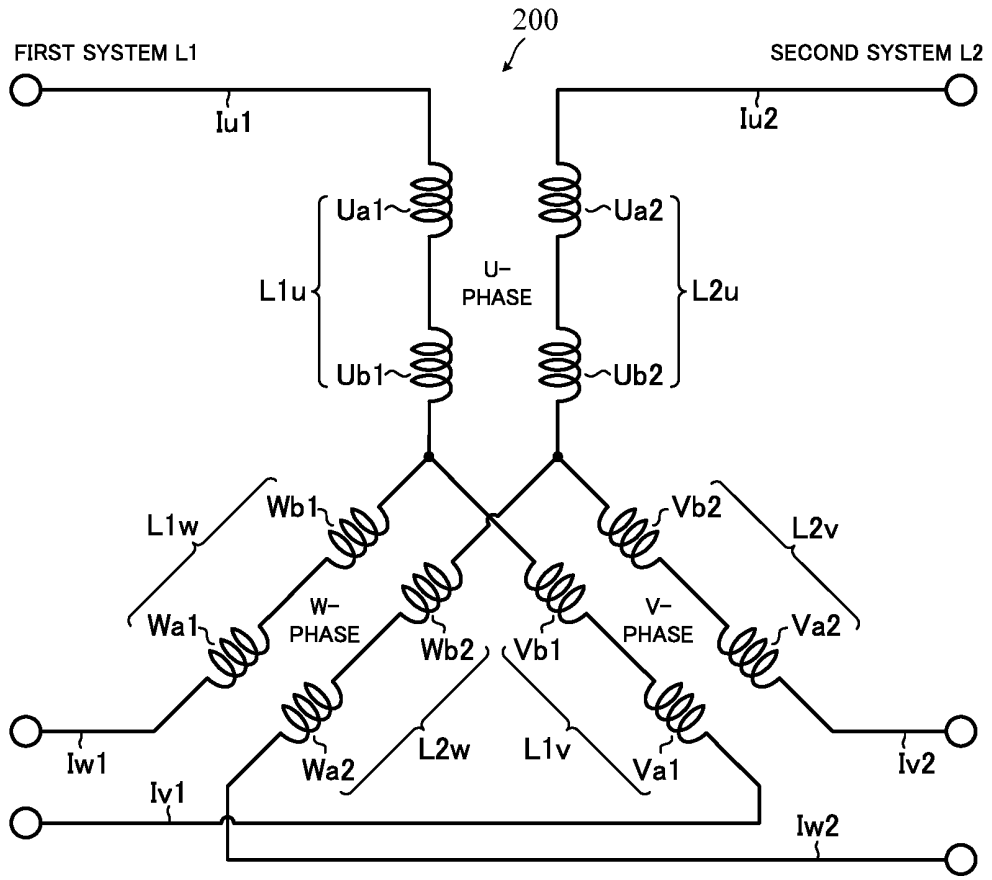 200
FIRST SYSTEM L1
SECOND SYSTEM L2
Iu1
Iu2
Ua1
Ua2
L1u
U-
PHASE
L2u
Ub1
Ub2
L1w
Wb1
Vb2
L2v
Wa1
W-
PHASE
Wb2
Vb1
V-
PHASE
Va2
Iw1
Wa2
L2w
L1v
Va1
Iv2
Iv1
Iw2